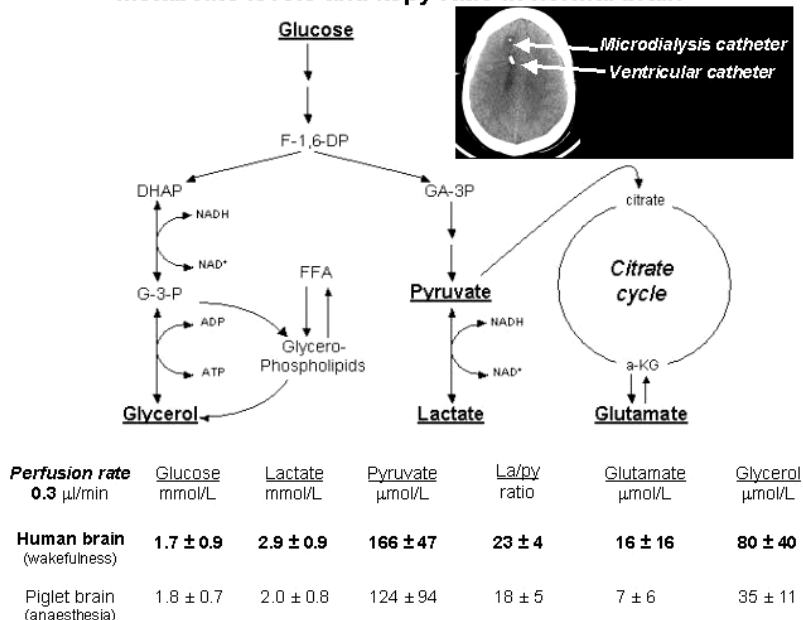 Glucose
Microdialysis catheter
Ventricular catheter
F-1,6-DP
DHAP
GA-3P
citrate
NADH
NAD⁺
FFA
Citrate
cycle
G-3-P
Pyruvate
ADP
NADH
Glycero-
Phospholipids
a-KG
ATP
NAD⁺
Glycerol
Lactate
Glutamate
Perfusion rate Glucose Lactate Pyruvate La/py Glutamate Glycerol
0.3 μl/min mmol/L mmol/L μmol/L ratio μmol/L μmol/L
Human brain 1.7 ± 0.9 2.9 ± 0.9 166 ± 47 23 ± 4 16 ± 16 80 ± 40
(wakefulness)
Piglet brain 1.8 ± 0.7 2.0 ± 0.8 124 ± 94 18 ± 5 7 ± 6 35 ± 11
(anaesthesia)